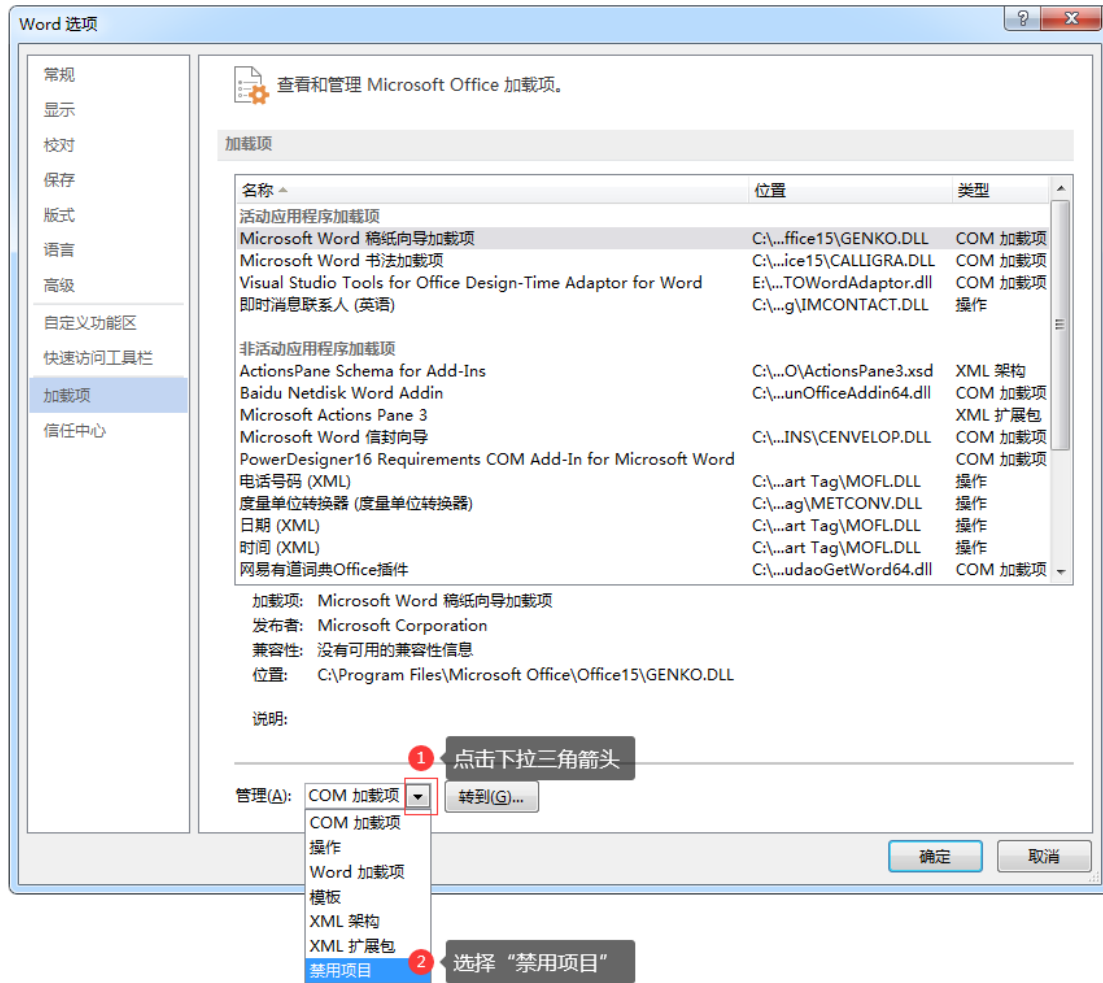 Word 选项
常规
显示
校对
保存
版式
语言
高级
自定义功能区
快速访问工具栏
加载项
信任中心
查看和管理 Microsoft Office 加载项。
加载项
名称 位置 类型
活动应用程序加载项
Microsoft Word 稿纸向导加载项 C:\...ffice15\GENKO.DLL COM 加载项
Microsoft Word 书法加载项 C:\...ice15\CALLIGRA.DLL COM 加载项
Visual Studio Tools for Office Design-Time Adaptor for Word E:\...TOWordAdaptor.dll COM 加载项
即时消息联系人 (英语) C:\...g\IMCONTACT.DLL 操作
非活动应用程序加载项
ActionsPane Schema for Add-Ins C:\...O\ActionsPane3.xsd XML 架构
Baidu Netdisk Word Addin C:\...unOfficeAddin64.dll COM 加载项
Microsoft Actions Pane 3 XML 扩展包
Microsoft Word 信封向导 C:\...INS\CENVELOP.DLL COM 加载项
PowerDesigner16 Requirements COM Add-In for Microsoft Word COM 加载项
电话号码 (XML) C:\...art Tag\MOFL.DLL 操作
度量单位转换器 (度量单位转换器) C:\...ag\METCONV.DLL 操作
日期 (XML) C:\...art Tag\MOFL.DLL 操作
时间 (XML) C:\...art Tag\MOFL.DLL 操作
网易有道词典Office插件 C:\...udaoGetWord64.dll COM 加载项
加载项: Microsoft Word 稿纸向导加载项
发布者: Microsoft Corporation
兼容性: 没有可用的兼容性信息
位置: C:\Program Files\Microsoft Office\Office15\GENKO.DLL
说明:
1 点击下拉三角箭头
管理(A): COM 加载项 转到(G)...
COM 加载项
操作
Word 加载项
模板
XML 架构
XML 扩展包
禁用项目
2 选择“禁用项目”
确定 取消